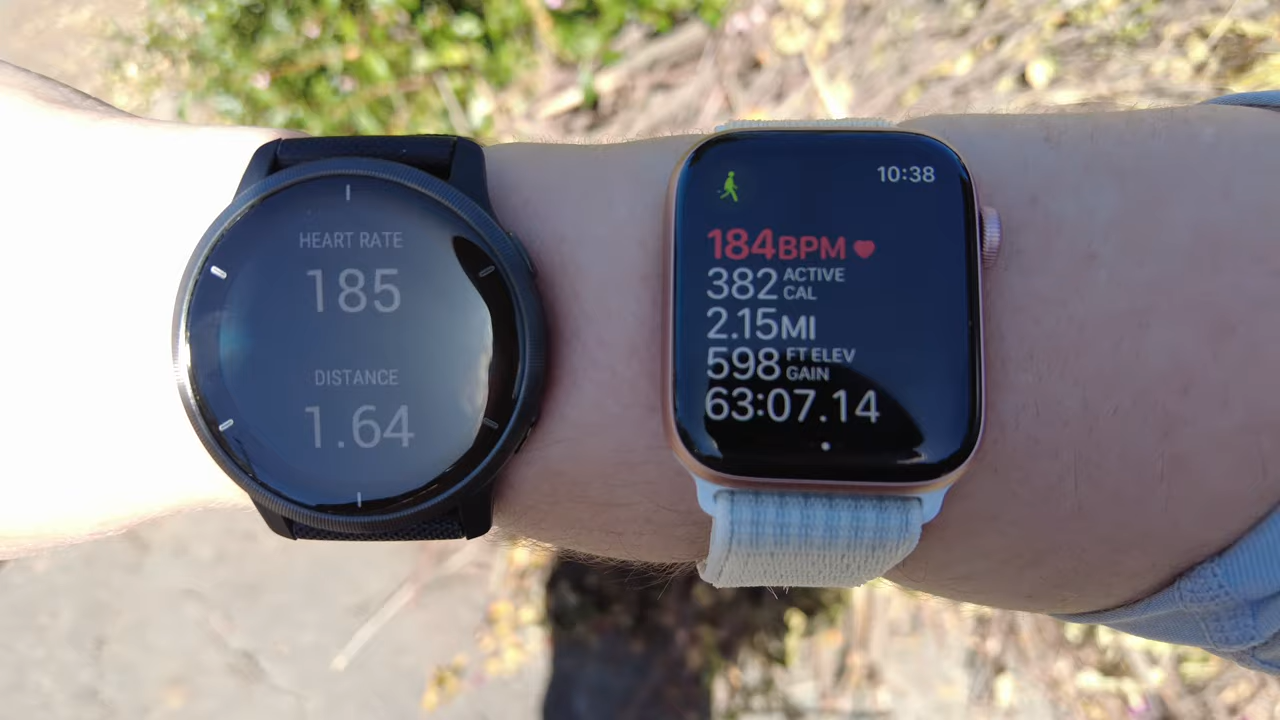 HEART RATE
185
DISTANCE
1.64
10:38
184BPM
382 ACTIVE CAL
2.15MI
598 FT ELEV GAIN
63:07.14